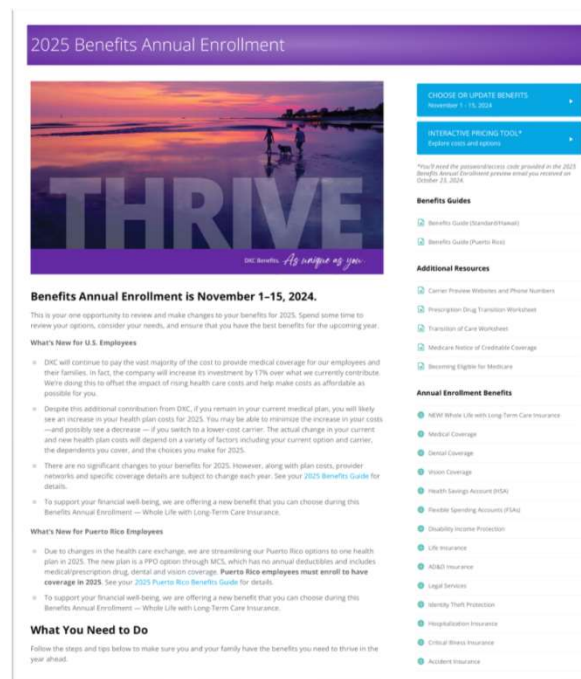 2025 Benefits Annual Enrollment
THRIVE
DXC Benefits. As unique as you.
Benefits Annual Enrollment is November 1–15, 2024.
This is your one opportunity to review and make changes to your benefits for 2025. Spend some time to
review your options, consider your needs, and ensure that you have the best benefits for the upcoming year.
What's New for U.S. Employees
DXC will continue to pay the vast majority of the cost to provide medical coverage for our employees and
their families. In fact, the company will increase its investment by 17% over what we currently contribute.
We're doing this to offset the impact of rising health care costs and help make costs as affordable as
possible for you.
Despite this additional contribution from DXC, if you remain in your current medical plan, you will likely
see an increase in your health plan costs for 2025. You may be able to minimize the increase in your costs
—and possibly see a decrease — if you switch to a lower-cost carrier. The actual change in your current
and new health plan costs will depend on a variety of factors including your current option and carrier,
the dependents you cover, and the choices you make for 2025.
There are no significant changes to your benefits for 2025. However, along with plan costs, provider
networks and specific coverage details are subject to change each year. See your 2025 Benefits Guide for
details.
To support your financial well-being, we are offering a new benefit that you can choose during this
Benefits Annual Enrollment — Whole Life with Long-Term Care Insurance.
What's New for Puerto Rico Employees
Due to changes in the health care exchange, we are streamlining our Puerto Rico options to one health
plan in 2025. The new plan is a PPO option through MCS, which has no annual deductibles and includes
medical/prescription drug, dental and vision coverage. Puerto Rico employees must enroll to have
coverage in 2025. See your 2025 Puerto Rico Benefits Guide for details.
To support your financial well-being, we are offering a new benefit that you can choose during this
Benefits Annual Enrollment — Whole Life with Long-Term Care Insurance.
What You Need to Do
Follow the steps and tips below to make sure you and your family have the benefits you need to thrive in the
year ahead.
CHOOSE OR UPDATE BENEFITS
November 1 - 15, 2024
INTERACTIVE PRICING TOOL*
Explore costs and options
*You'll need the password/access code provided in the 2025
Benefits Annual Enrollment preview email you received on
October 23, 2024.
Benefits Guides
Benefits Guide (Standard/Hawaii)
Benefits Guide (Puerto Rico)
Additional Resources
Carrier Preview Websites and Phone Numbers
Prescription Drug Transition Worksheet
Transition of Care Worksheet
Medicare Notice of Creditable Coverage
Becoming Eligible for Medicare
Annual Enrollment Benefits
NEW! Whole Life with Long-Term Care Insurance
Medical Coverage
Dental Coverage
Vision Coverage
Health Savings Account (HSA)
Flexible Spending Accounts (FSAs)
Disability Income Protection
Life Insurance
AD&D Insurance
Legal Services
Identity Theft Protection
Hospitalization Insurance
Critical Illness Insurance
Accident Insurance